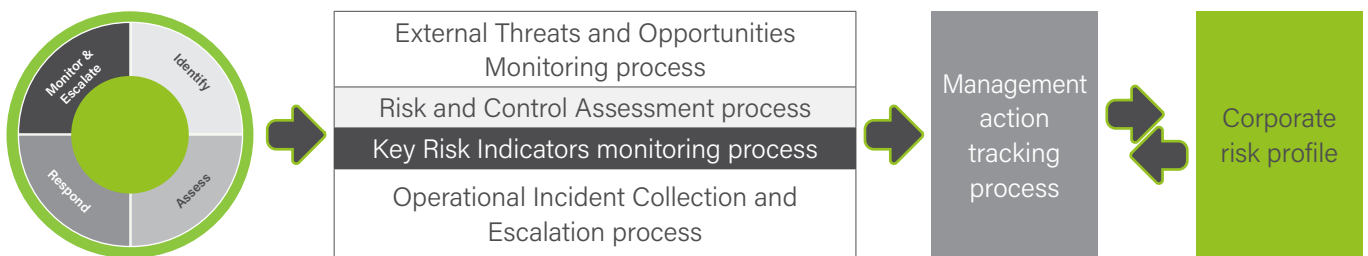 Monitor &
Escalate
Identify
Respond
Assess
External Threats and Opportunities
Monitoring process
Risk and Control Assessment process
Key Risk Indicators monitoring process
Operational Incident Collection and
Escalation process
Management
action
tracking
process
Corporate
risk profile